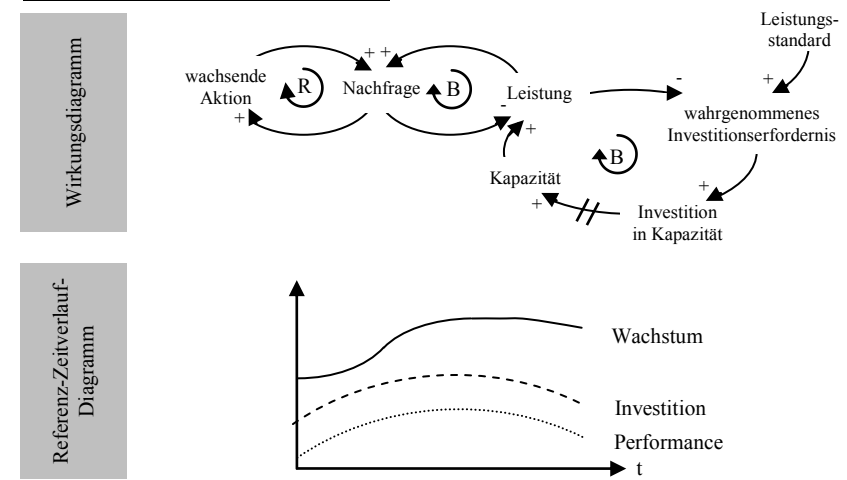 Wirkungsdiagramm
Leistungs-
standard
+ +
+
-
wachsende
Aktion
R
Nachfrage
B
Leistung
-
+
+
wahrgenommenes
Investitionserfordernis
B
Kapazität
+
+
Investition
in Kapazität
Referenz-Zeitverlauf-
Diagramm
Wachstum
Investition
Performance
t